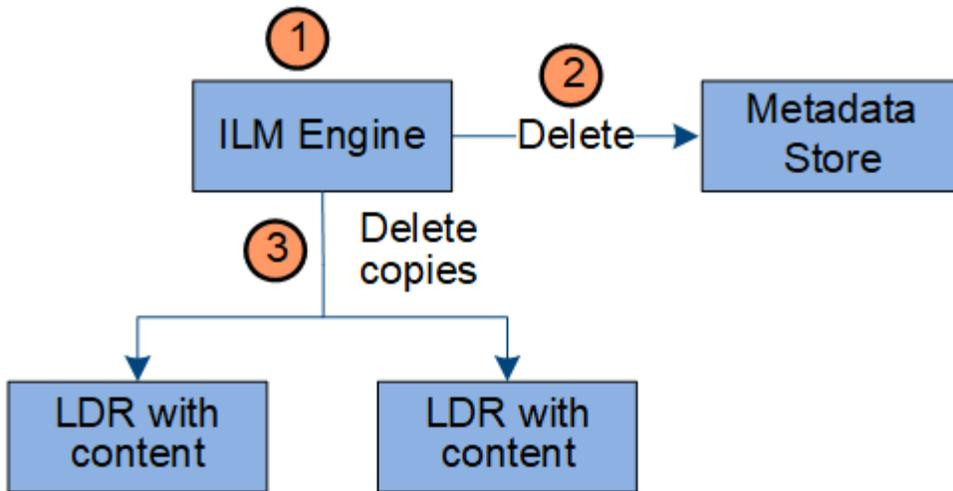 1
2
ILM Engine
Delete
Metadata
Store
3
Delete
copies
LDR with
content
LDR with
content